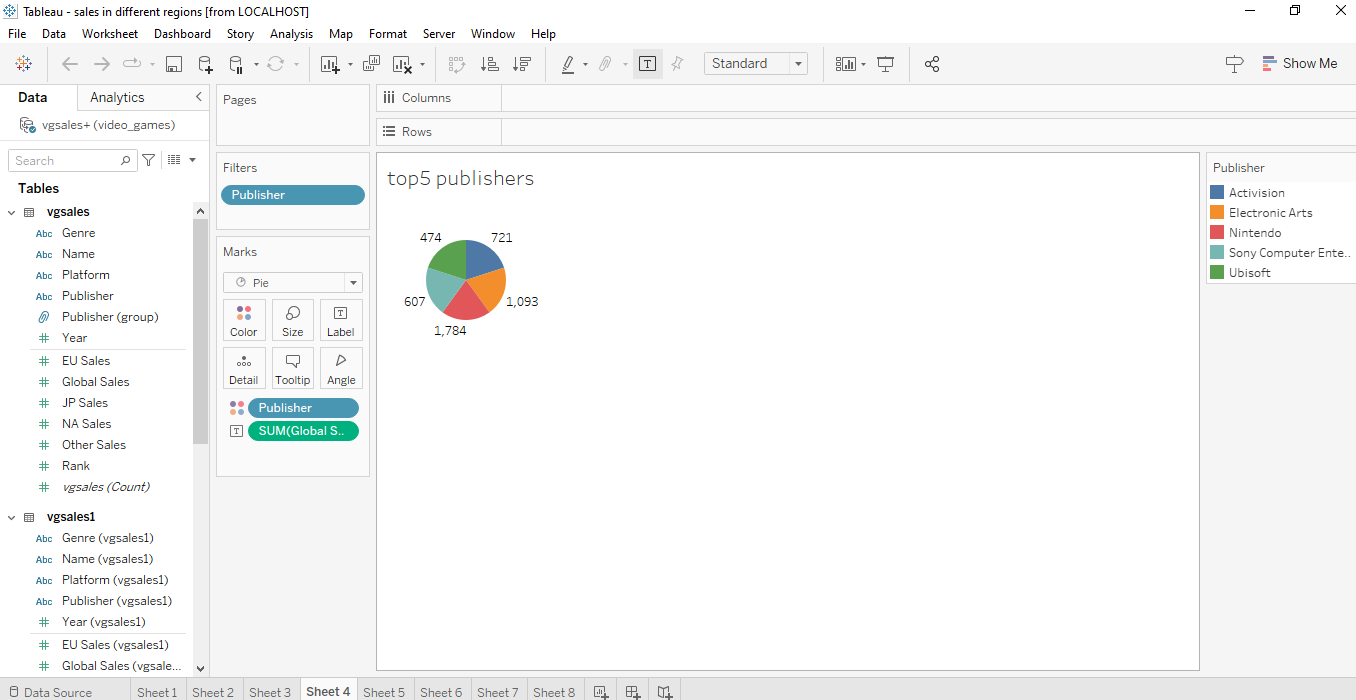 Tableau - sales in different regions [from LOCALHOST]
File Data Worksheet Dashboard Story Analysis Map Format Server Window Help
Standard
Show Me
Data Analytics
vgsales+ (video_games)
Search
Tables
vgsales
Abc Genre
Abc Name
Abc Platform
Abc Publisher
Publisher (group)
# Year
# EU Sales
# Global Sales
# JP Sales
# NA Sales
# Other Sales
# Rank
# vgsales (Count)
vgsales1
Abc Genre (vgsales1)
Abc Name (vgsales1)
Abc Platform (vgsales1)
Abc Publisher (vgsales1)
# Year (vgsales1)
# EU Sales (vgsales1)
# Global Sales (vgsale...
Pages
Filters
Publisher
Marks
Pie
Color Size Label
Detail Tooltip Angle
Publisher
SUM(Global S..
Columns
Rows
top5 publishers
474 721
607 1,093
1,784
Publisher
Activision
Electronic Arts
Nintendo
Sony Computer Ente..
Ubisoft
Data Source Sheet 1 Sheet 2 Sheet 3 Sheet 4 Sheet 5 Sheet 6 Sheet 7 Sheet 8